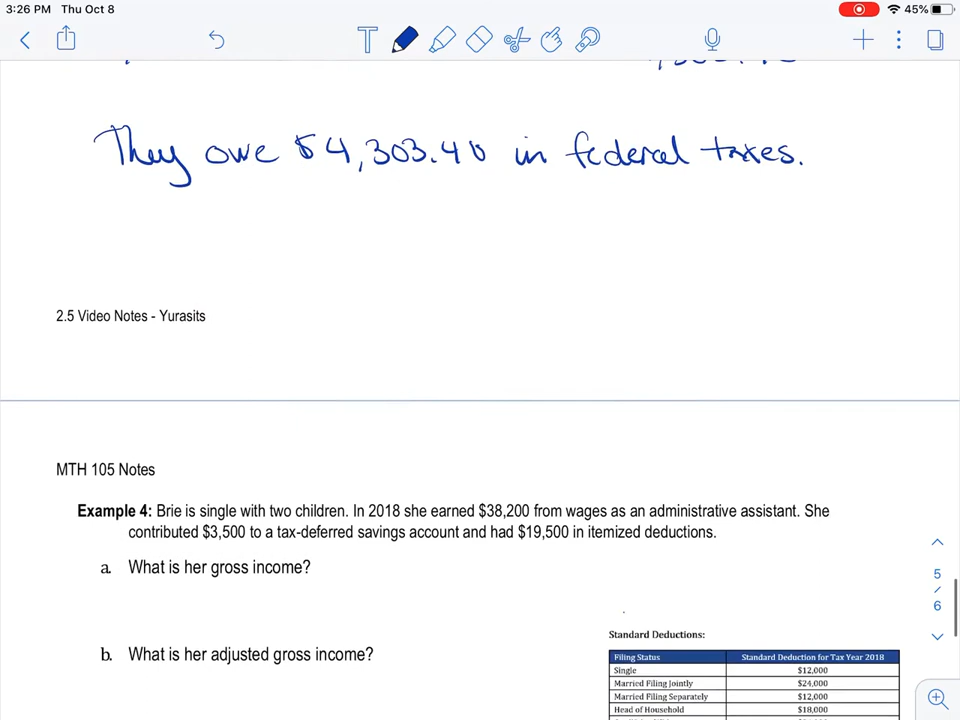 3:26 PM Thu Oct 8
45%
T
They owe $4,303.40 in federal taxes.
2.5 Video Notes - Yurasits
MTH 105 Notes
Example 4: Brie is single with two children. In 2018 she earned $38,200 from wages as an administrative assistant. She
contributed $3,500 to a tax-deferred savings account and had $19,500 in itemized deductions.
a. What is her gross income?
5
/
6
Standard Deductions:
b. What is her adjusted gross income?
Filing Status Standard Deduction for Tax Year 2018
Single $12,000
Married Filing Jointly $24,000
Married Filing Separately $12,000
Head of Household $18,000